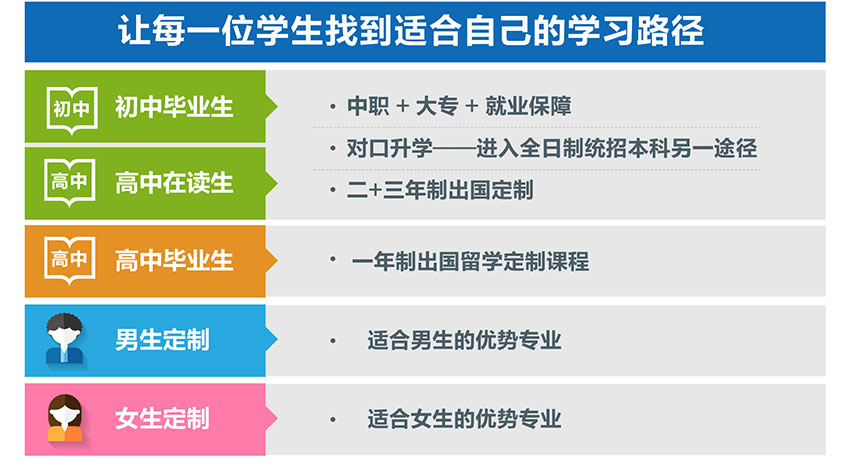 让每一位学生找到适合自己的学习路径
初中 初中毕业生
· 中职 + 大专 + 就业保障
· 对口升学——进入全日制统招本科另一途径
高中 高中在读生
· 二+三年制出国定制
高中 高中毕业生
· 一年制出国留学定制课程
男生定制
· 适合男生的优势专业
女生定制
· 适合女生的优势专业